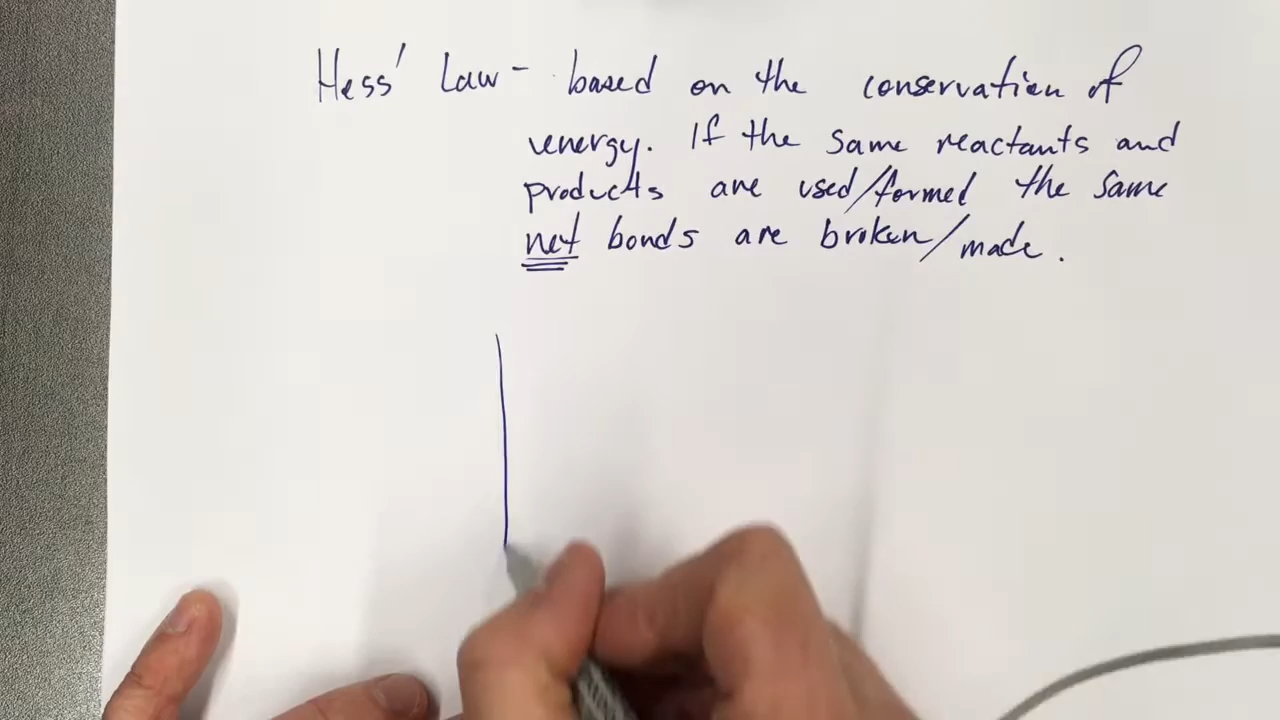 Hess' Law - based on the conservation of
energy. If the same reactants and
products are used/formed the same
net bonds are broken/made.